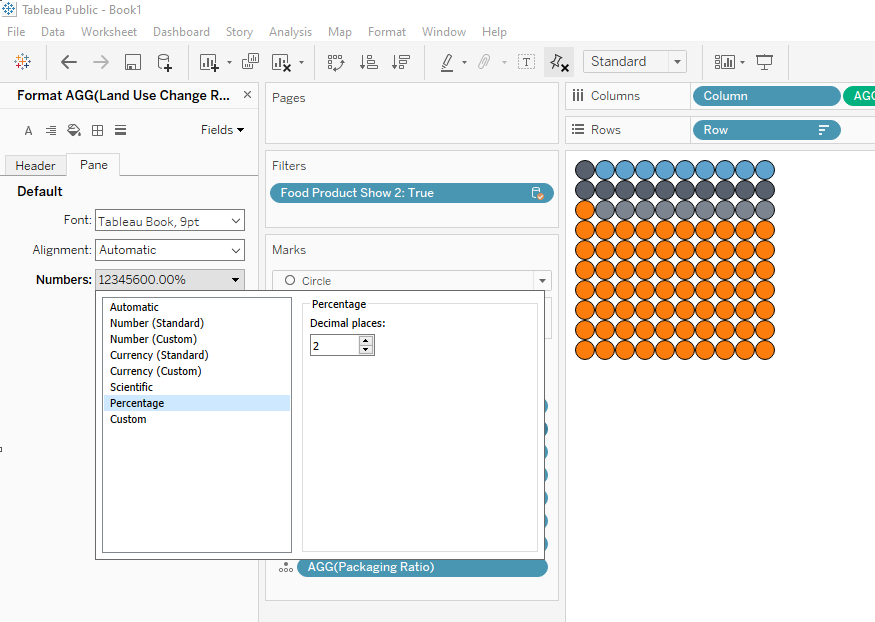 Tableau Public - Book1
File Data Worksheet Dashboard Story Analysis Map Format Window Help
Standard
Format AGG(Land Use Change R...
Fields
Header Pane
Default
Font: Tableau Book, 9pt
Alignment: Automatic
Numbers: 12345600.00%
Automatic
Number (Standard)
Number (Custom)
Currency (Standard)
Currency (Custom)
Scientific
Percentage
Custom
Percentage
Decimal places:
2
Pages
Filters
Food Product Show 2: True
Marks
Circle
AGG(Packaging Ratio)
Columns Column AGG
Rows Row